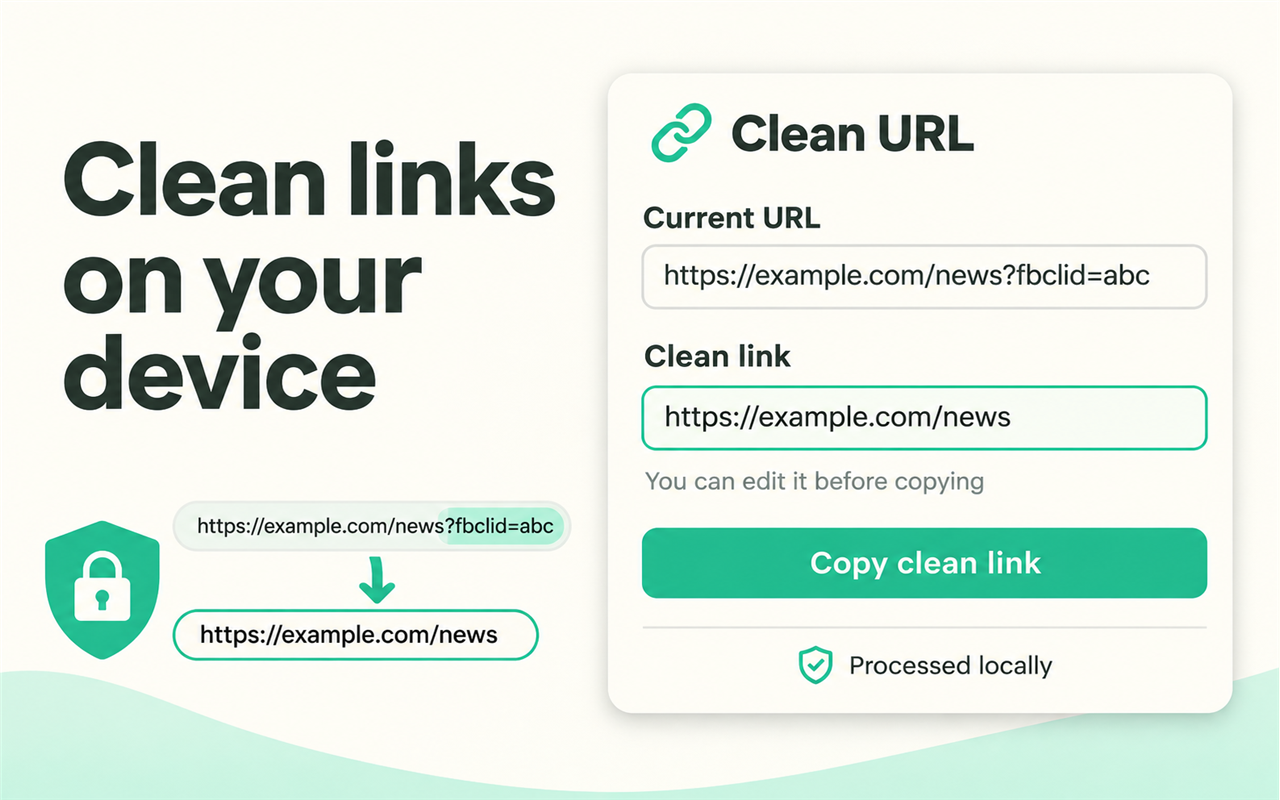 Clean links
on your
device
https://example.com/news?fbclid=abc
https://example.com/news
Clean URL
Current URL
https://example.com/news?fbclid=abc
Clean link
https://example.com/news
You can edit it before copying
Copy clean link
Processed locally